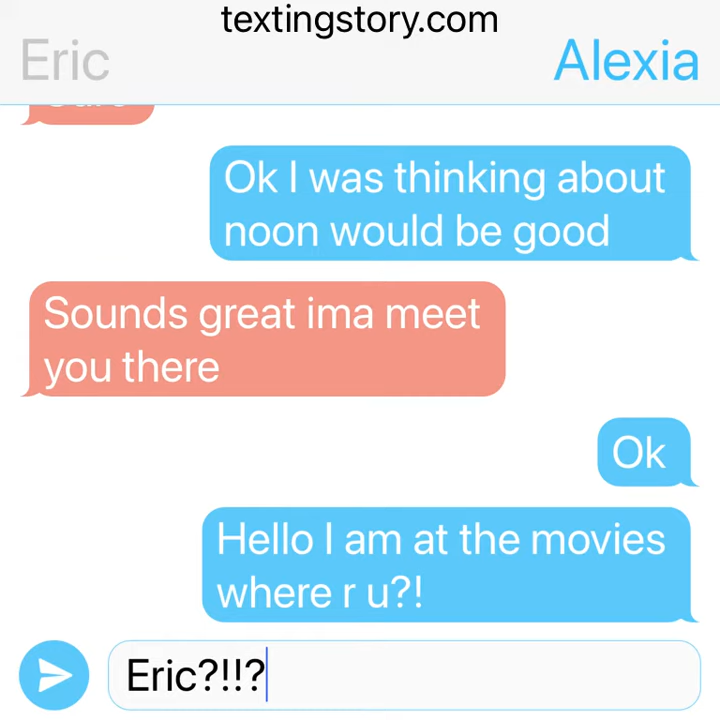 textingstory.com
Eric
Alexia
Ok I was thinking about
noon would be good
Sounds great ima meet
you there
Ok
Hello I am at the movies
where r u?!
Eric?!!?